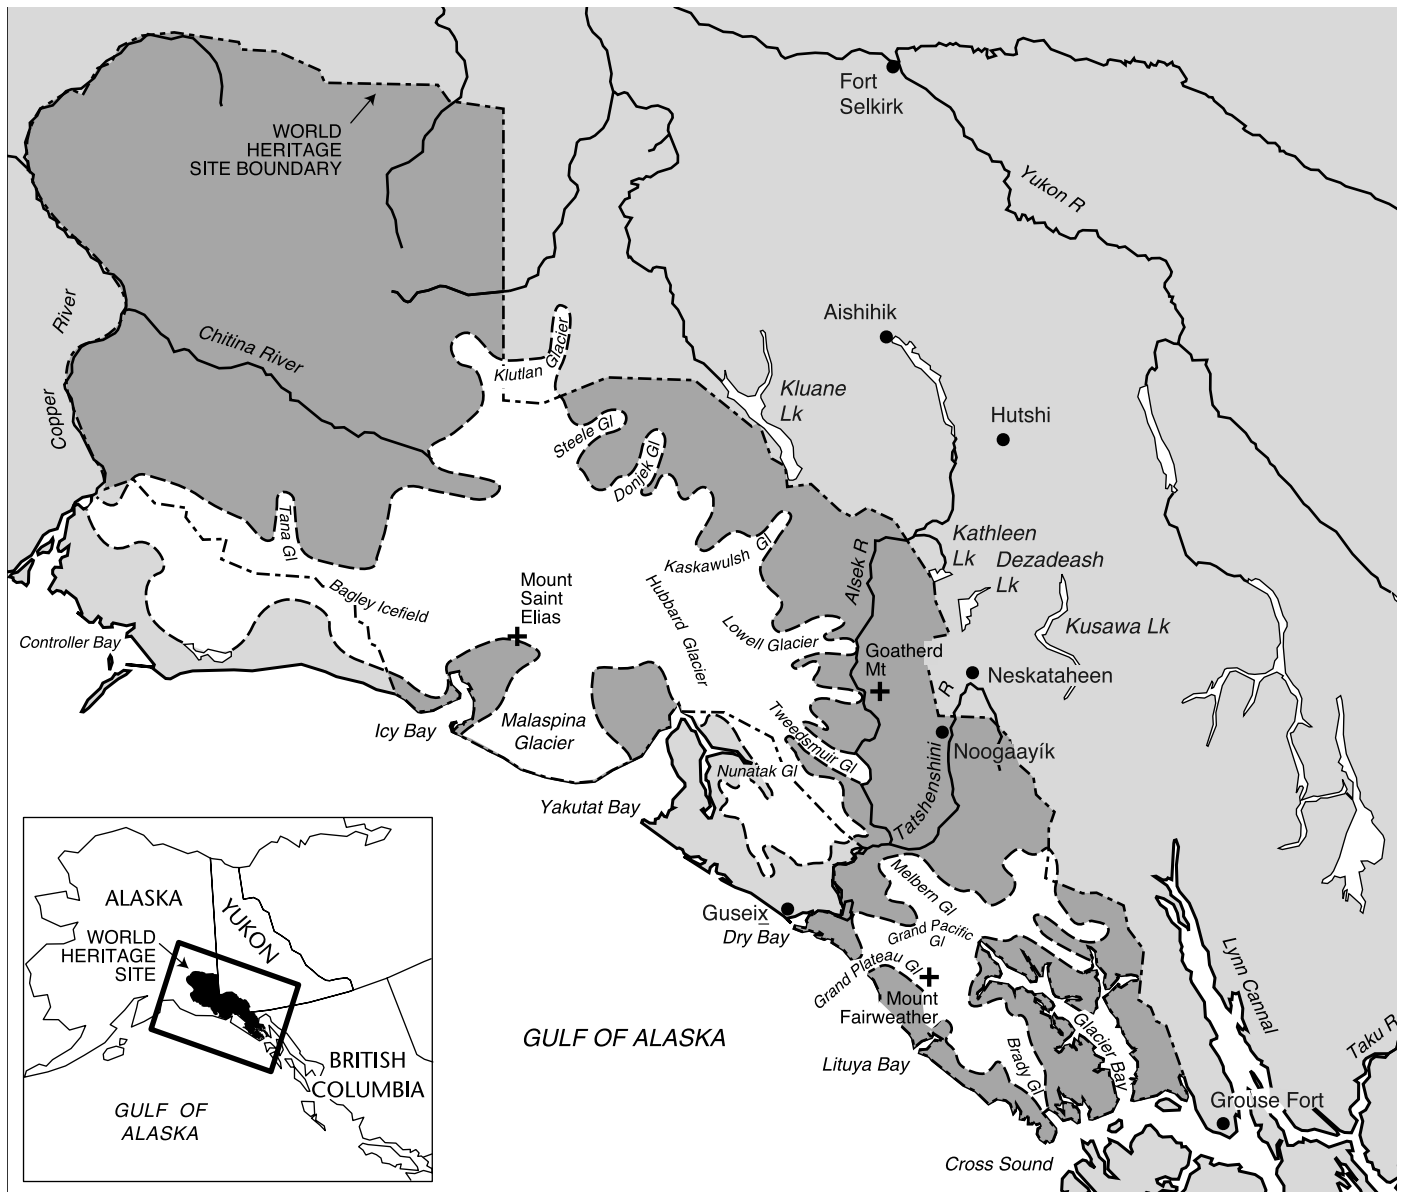 Fort
Selkirk
WORLD
HERITAGE
SITE BOUNDARY
Yukon R
River
Copper
Chitina River
Klutlan Glacier
Aishihik
Kluane
Lk
Hutshi
Steele Gl
Donjek Gl
Tana Gl
Kaskawulsh Gl
Alsek R
Kathleen
Lk
Dezadeash
Lk
Kusawa Lk
Bagley Icefield
Mount
Saint
Elias
Hubbard Glacier
Lowell Glacier
Goatherd
Mt
R
Neskataheen
Controller Bay
Icy Bay
Malaspina
Glacier
Tweedsmuir Gl
Noogaayík
Tatshenshini
Nunatak Gl
Yakutat Bay
Melbern Gl
Guseix
Dry Bay
Grand Pacific
Gl
Grand Plateau Gl
Mount
Fairweather
Lynn Cannal
GULF OF ALASKA
Lituya Bay
Brady Gl
Glacier Bay
Taku R
Grouse Fort
Cross Sound
ALASKA
YUKON
WORLD
HERITAGE
SITE
BRITISH
COLUMBIA
GULF OF
ALASKA